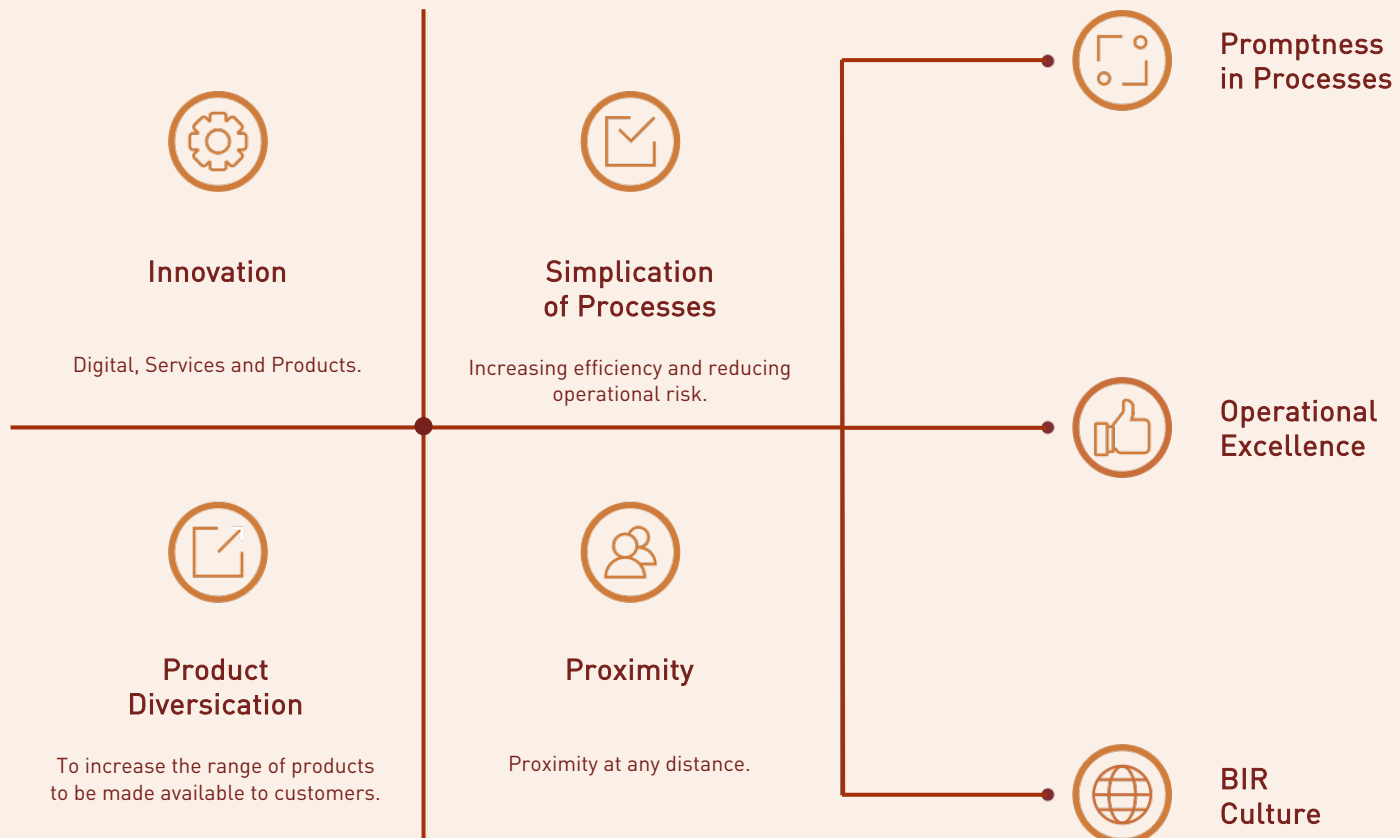 Innovation
Digital, Services and Products.
Simplication
of Processes
Increasing efficiency and reducing
operational risk.
Product
Diversication
To increase the range of products
to be made available to customers.
Proximity
Proximity at any distance.
Promptness
in Processes
Operational
Excellence
BIR
Culture